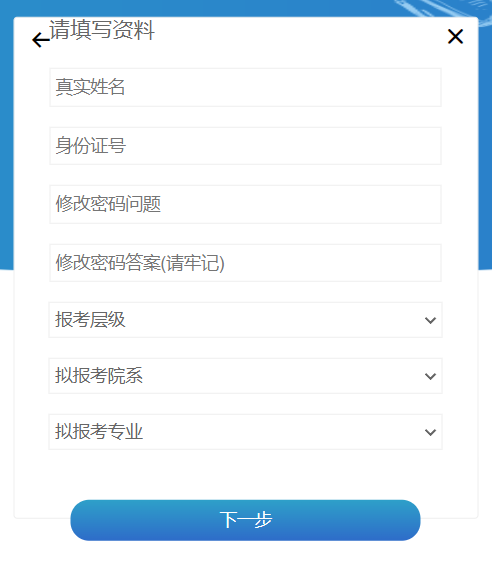 请填写资料
真实姓名
身份证号
修改密码问题
修改密码答案(请牢记)
报考层级
拟报考院系
拟报考专业
下一步